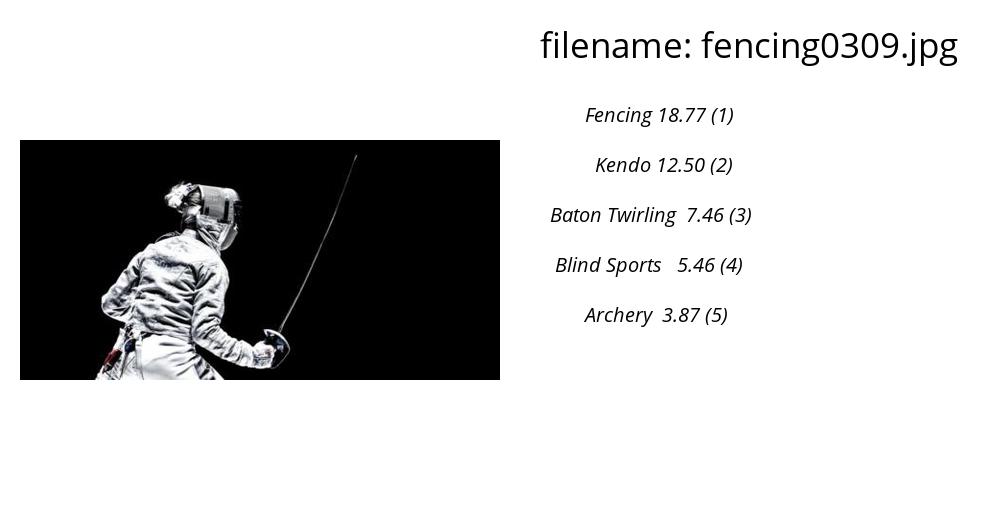 filename: fencing0309.jpg
Fencing 18.77 (1)
Kendo 12.50 (2)
Baton Twirling 7.46 (3)
Blind Sports 5.46 (4)
Archery 3.87 (5)